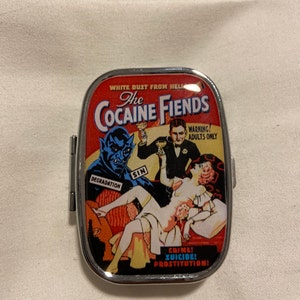 WHITE DUST FROM HELL
The
COCAINE FIENDS
WARNING!
ADULTS ONLY
SIN
DEGRADATION
CRIME!
SUICIDE!
PROSTITUTION!